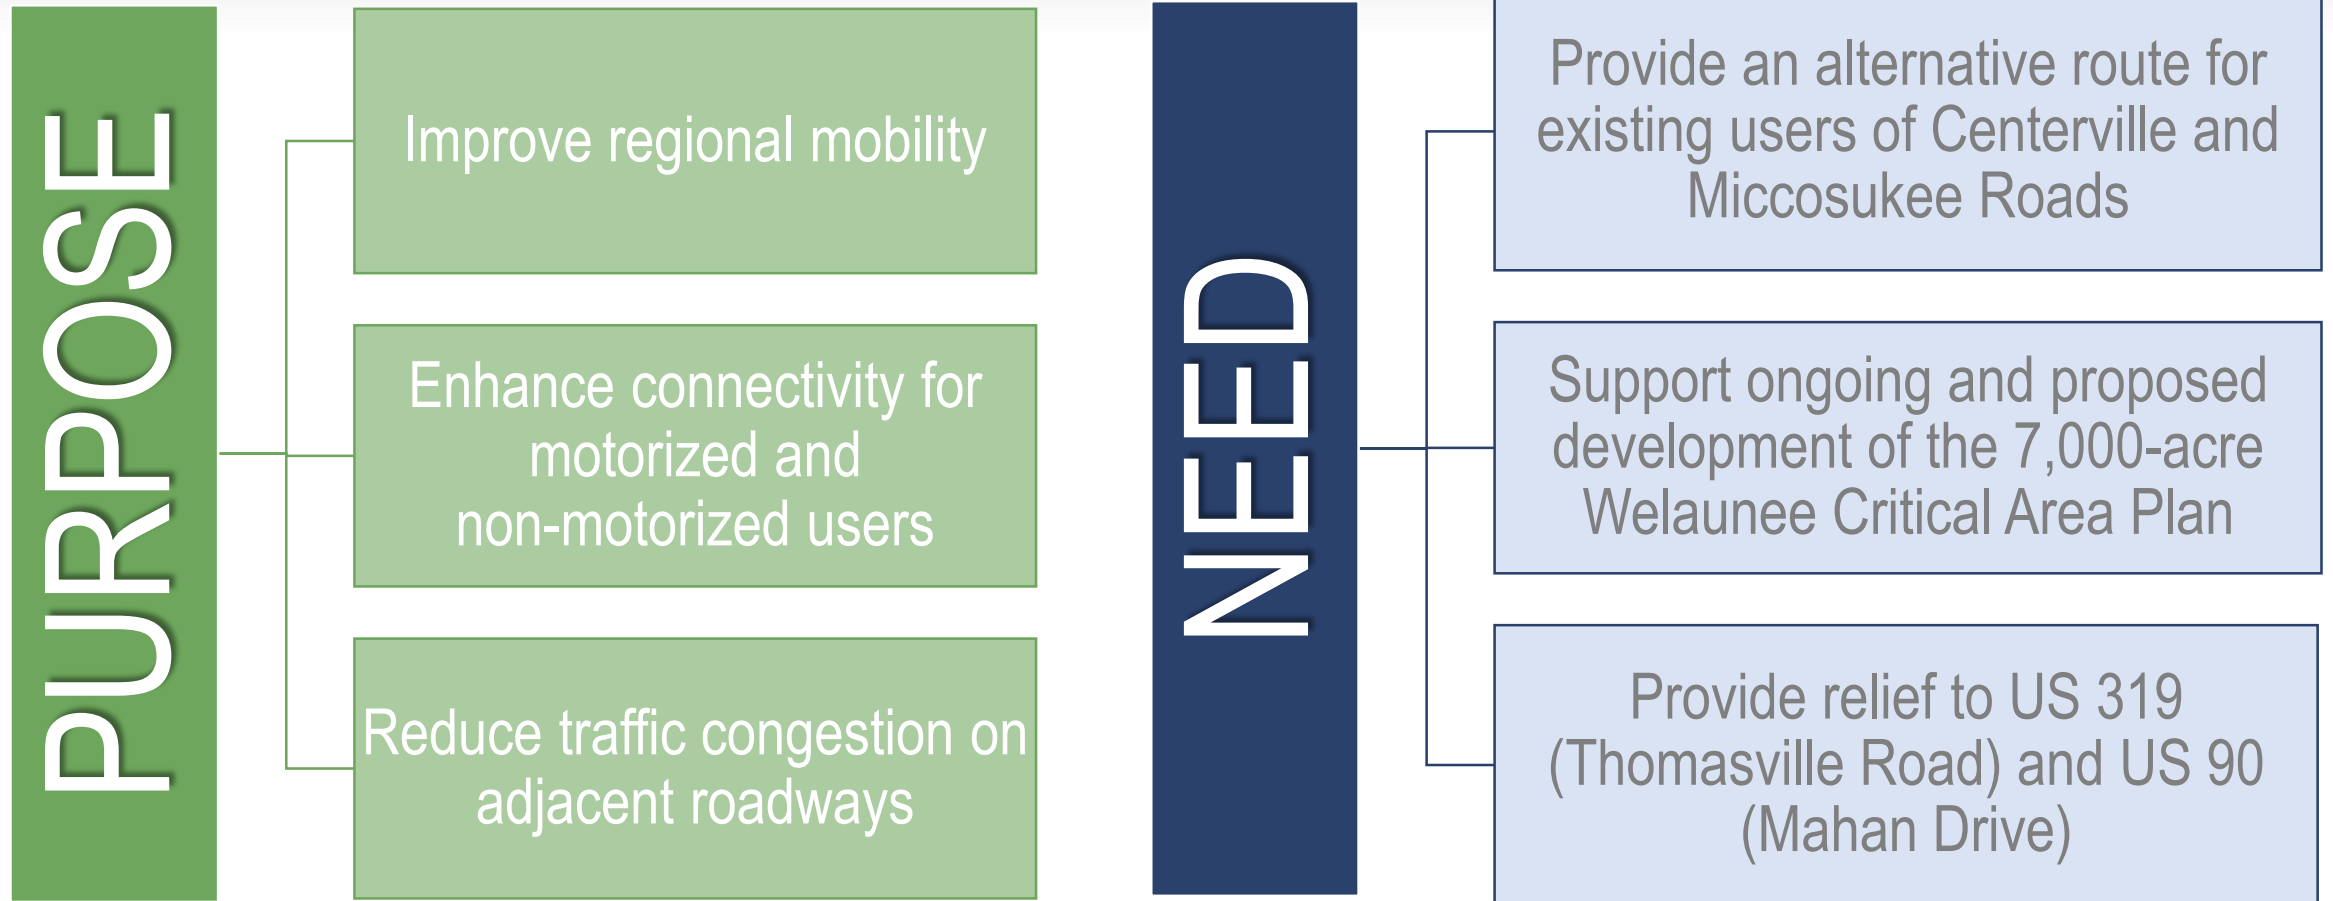 PURPOSE
Improve regional mobility
Enhance connectivity for
motorized and
non-motorized users
Reduce traffic congestion on
adjacent roadways
NEED
Provide an alternative route for
existing users of Centerville and
Miccosukee Roads
Support ongoing and proposed
development of the 7,000-acre
Welaunee Critical Area Plan
Provide relief to US 319
(Thomasville Road) and US 90
(Mahan Drive)